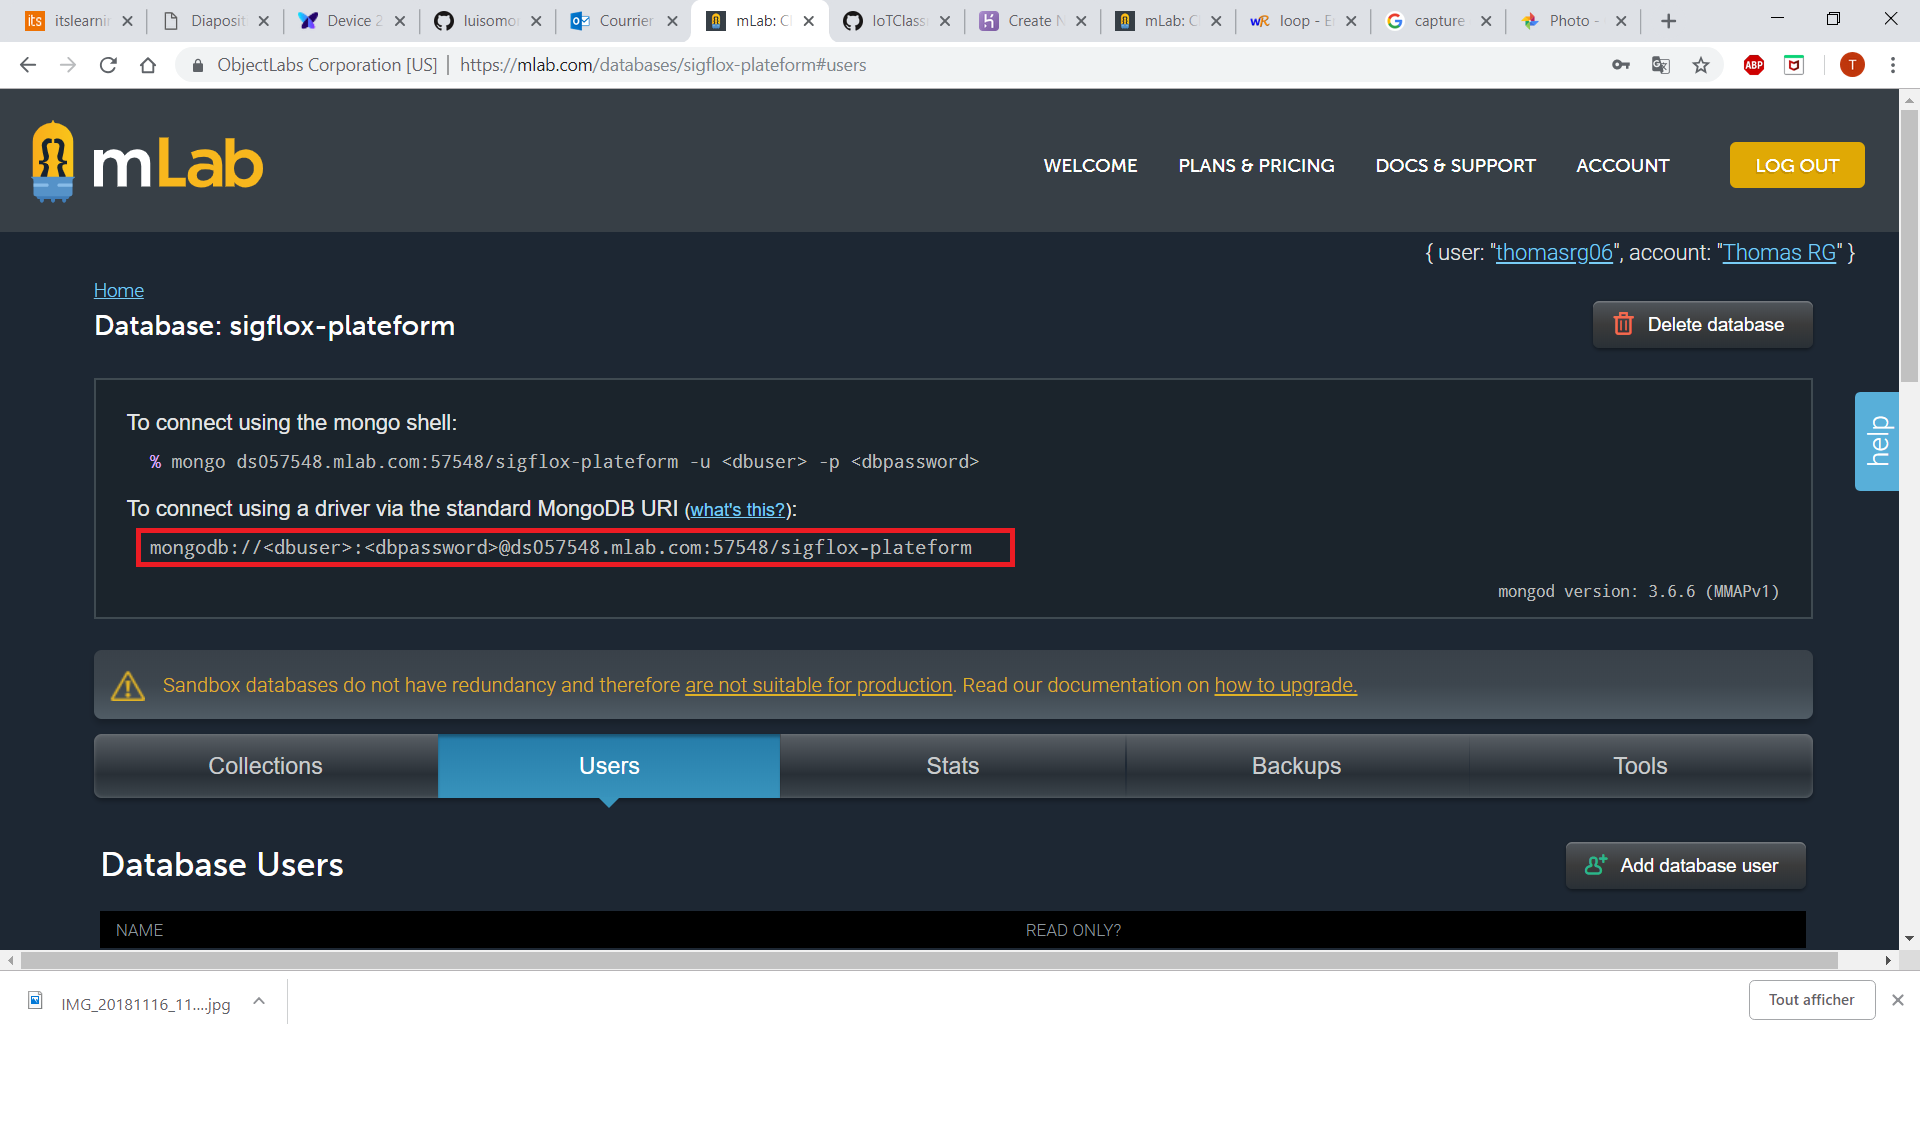 itslearni
Diaposit
Device 2
luisomo
Courrier
mLab: Cl
IoTClass
Create N
mLab: Cl
loop - E
capture
Photo -
ObjectLabs Corporation [US] | https://mlab.com/databases/sigflox-plateform#users
ABP
T
mLab
WELCOME
PLANS & PRICING
DOCS & SUPPORT
ACCOUNT
LOG OUT
{ user: "thomasrg06", account: "Thomas RG" }
Home
Database: sigflox-plateform
Delete database
To connect using the mongo shell:
% mongo ds057548.mlab.com:57548/sigflox-plateform -u <dbuser> -p <dbpassword>
To connect using a driver via the standard MongoDB URI (what's this?):
mongodb://<dbuser>:<dbpassword>@ds057548.mlab.com:57548/sigflox-plateform
mongod version: 3.6.6 (MMAPv1)
help
Sandbox databases do not have redundancy and therefore are not suitable for production. Read our documentation on how to upgrade.
Collections
Users
Stats
Backups
Tools
Database Users
Add database user
NAME
READ ONLY?
IMG_20181116_11....jpg
Tout afficher